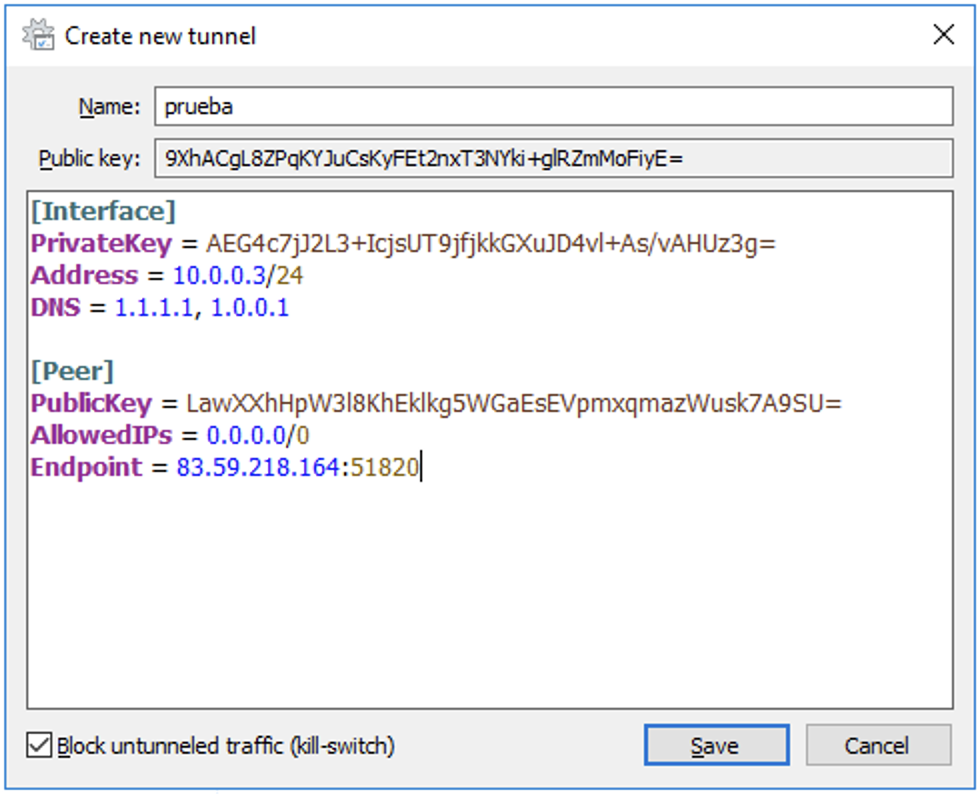 Create new tunnel
Name: prueba
Public key: 9XhACgL8ZPqKYJuCsKyFEt2nxT3NYki+glRZmMoFiyE=
[Interface]
PrivateKey = AEG4c7jJ2L3+IcjsUT9jfjkkGXuJD4vl+As/vAHUz3g=
Address = 10.0.0.3/24
DNS = 1.1.1.1, 1.0.0.1
[Peer]
PublicKey = LawXXhHpW3l8KhEklkg5WGaEsEVpmxqmazWusk7A9SU=
AllowedIPs = 0.0.0.0/0
Endpoint = 83.59.218.164:51820
Block untunneled traffic (kill-switch)
Save
Cancel